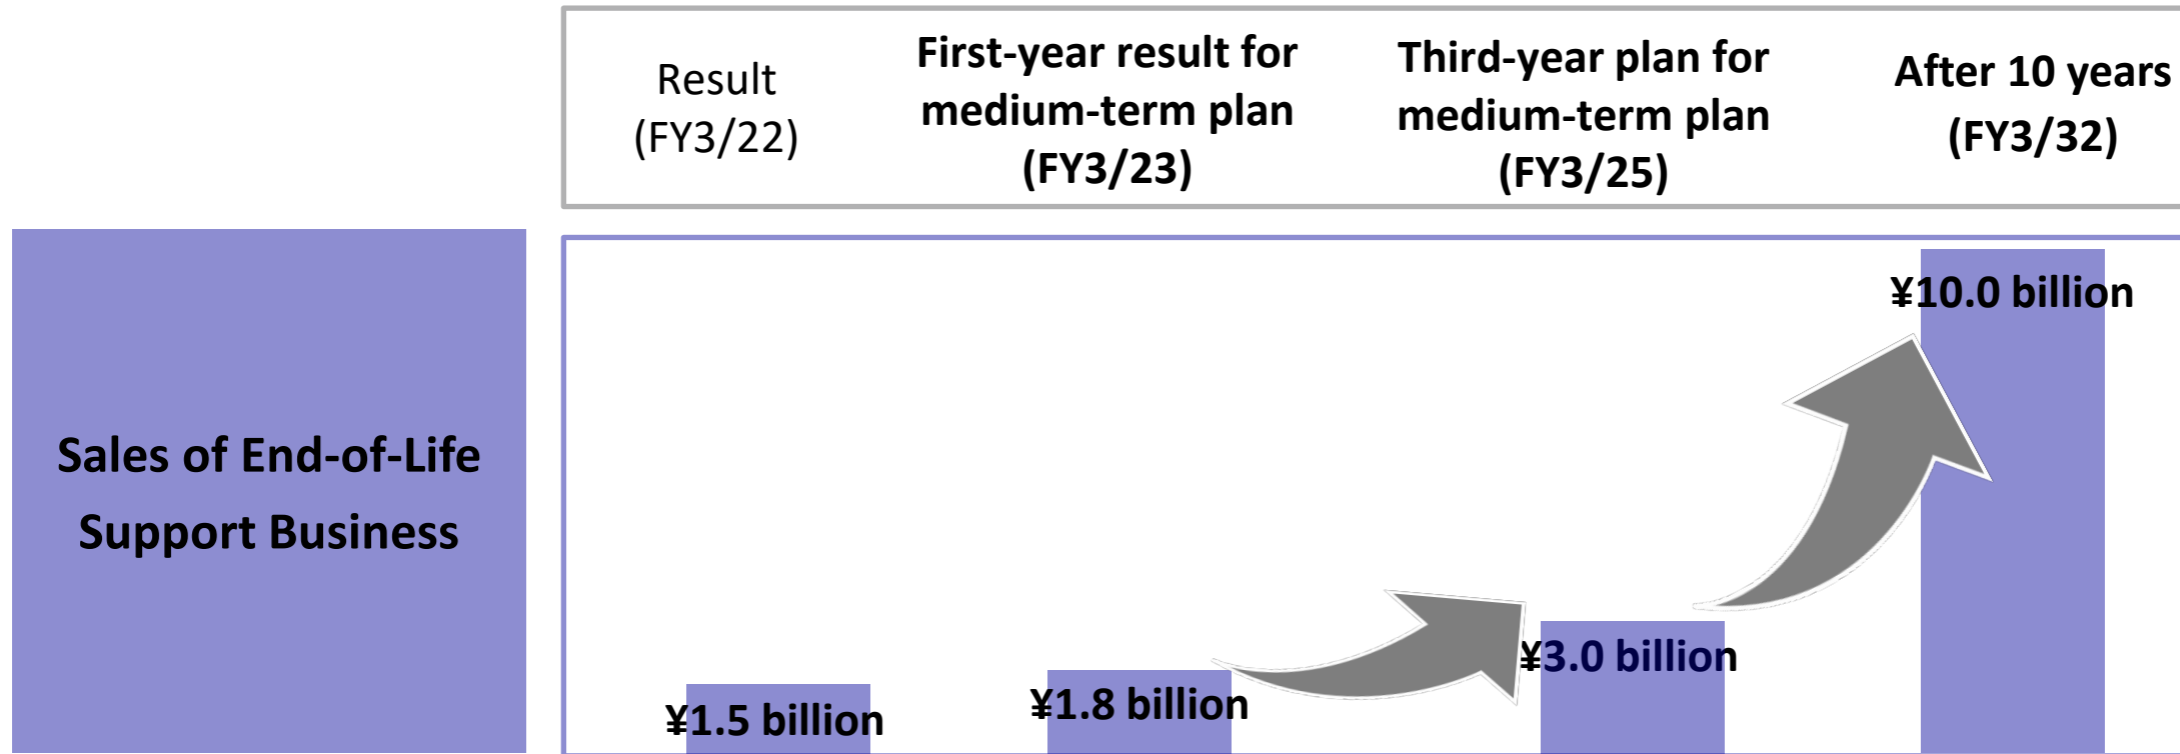 Result
(FY3/22)
First-year result for
medium-term plan
(FY3/23)
Third-year plan for
medium-term plan
(FY3/25)
After 10 years
(FY3/32)
Sales of End-of-Life
Support Business
¥1.5 billion
¥1.8 billion
¥3.0 billion
¥10.0 billion